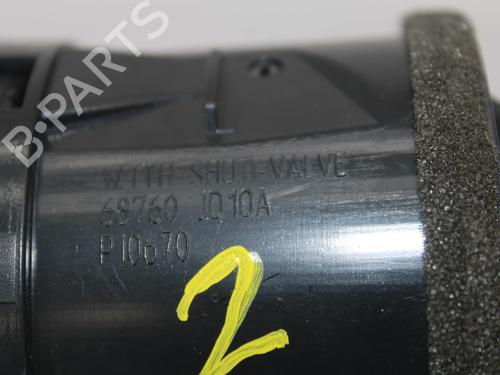 B-PARTS
WITH SHUT-VALVE
68760 JD10A
P10670
2